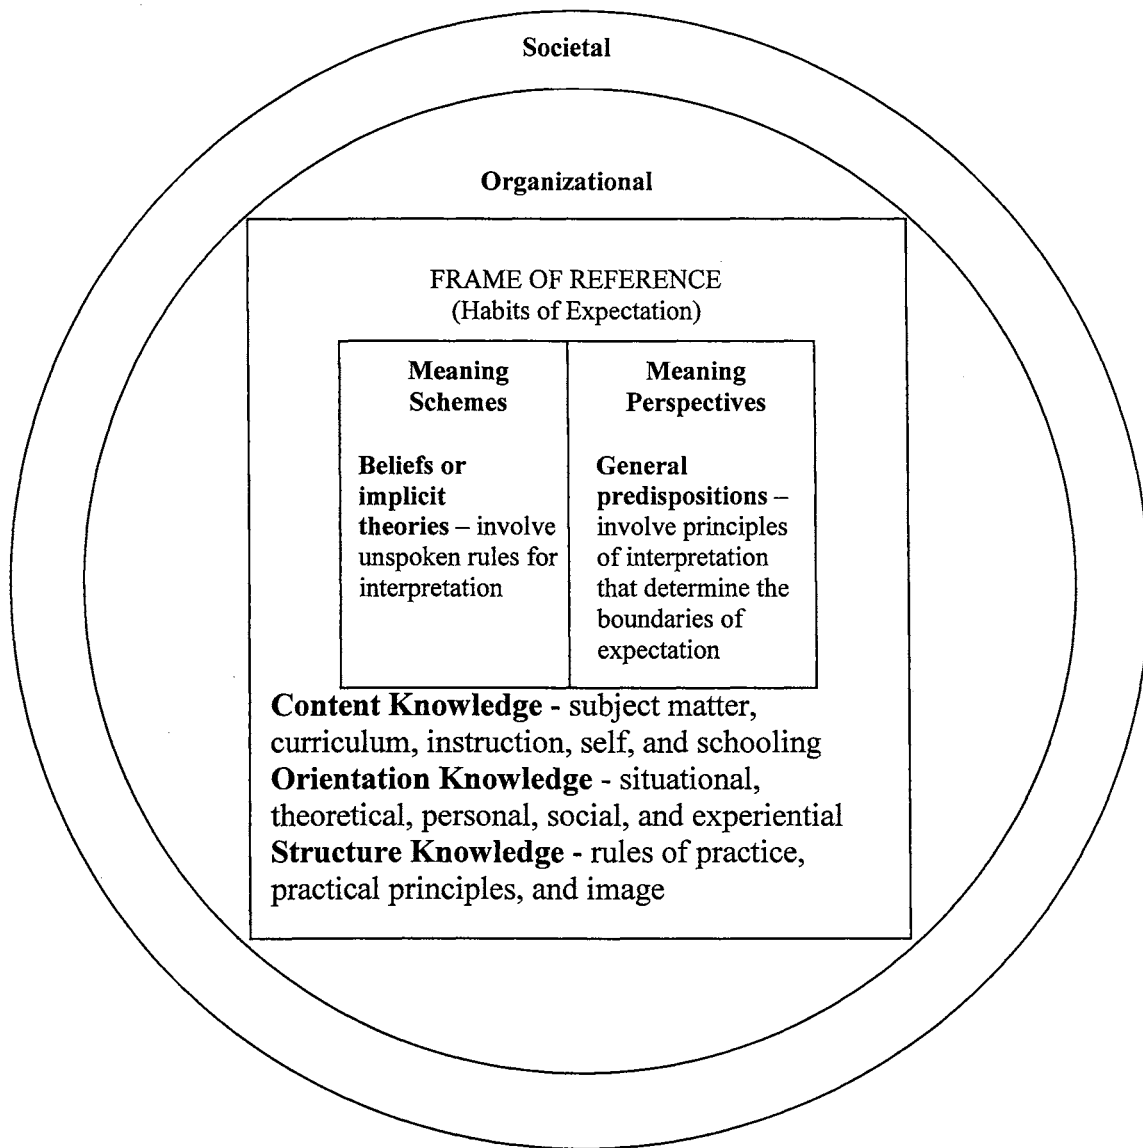 Societal
Organizational
FRAME OF REFERENCE
(Habits of Expectation)
Meaning
Schemes
Beliefs or
implicit
theories – involve
unspoken rules for
interpretation
Meaning
Perspectives
General
predispositions –
involve principles
of interpretation
that determine the
boundaries of
expectation
Content Knowledge - subject matter,
curriculum, instruction, self, and schooling
Orientation Knowledge - situational,
theoretical, personal, social, and experiential
Structure Knowledge - rules of practice,
practical principles, and image